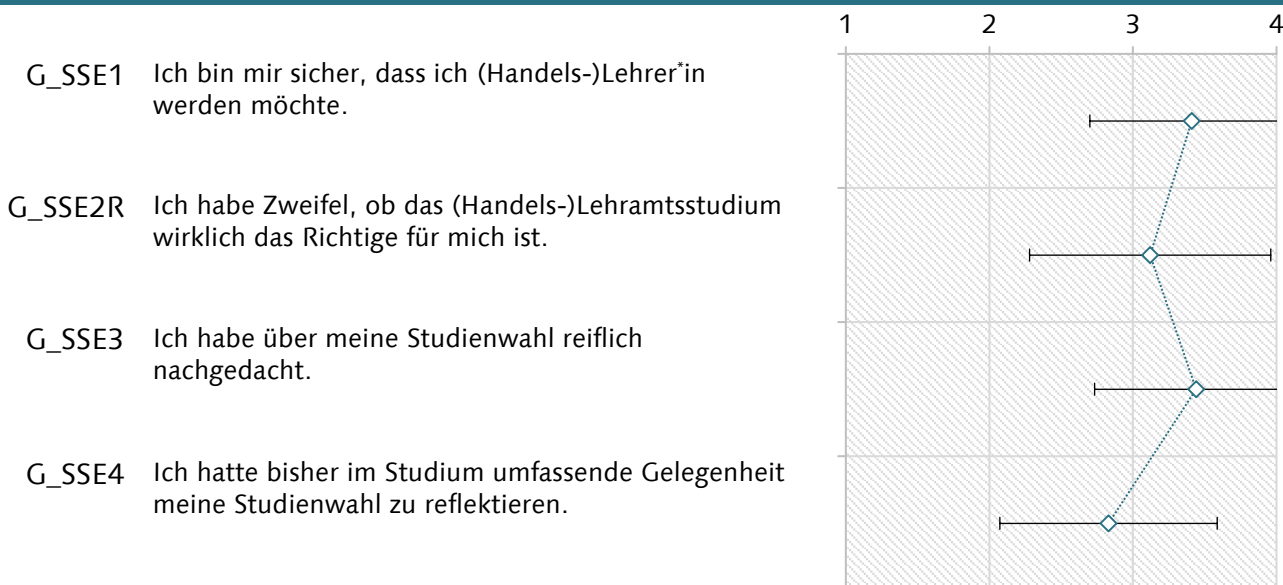 1 2 3 4
G_SSE1 Ich bin mir sicher, dass ich (Handels-)Lehrer*in
werden möchte.
G_SSE2R Ich habe Zweifel, ob das (Handels-)Lehramtsstudium
wirklich das Richtige für mich ist.
G_SSE3 Ich habe über meine Studienwahl reiflich
nachgedacht.
G_SSE4 Ich hatte bisher im Studium umfassende Gelegenheit
meine Studienwahl zu reflektieren.